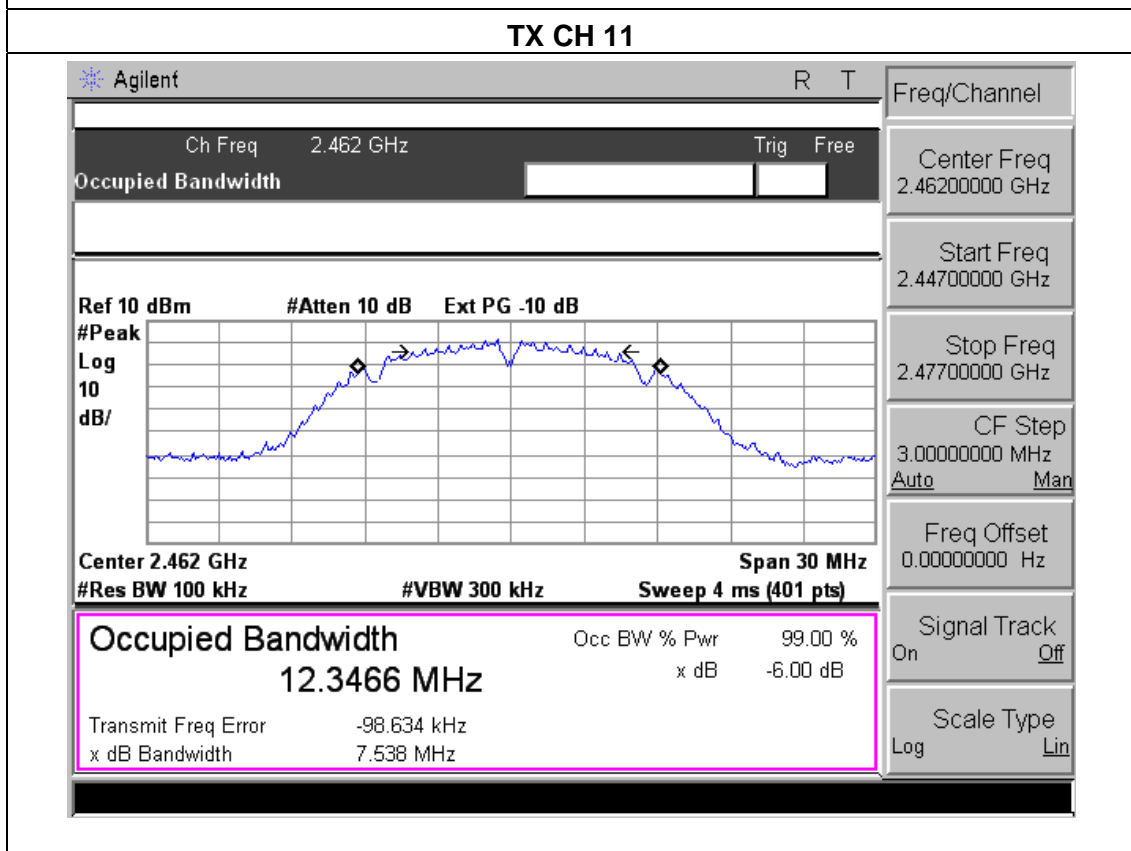 TX CH 11
Agilent R T
Ch Freq 2.462 GHz Trig Free
Occupied Bandwidth
Ref 10 dBm #Atten 10 dB Ext PG -10 dB
#Peak
Log
10
dB/
Center 2.462 GHz Span 30 MHz
#Res BW 100 kHz #VBW 300 kHz Sweep 4 ms (401 pts)
Occupied Bandwidth Occ BW % Pwr 99.00 %
12.3466 MHz x dB -6.00 dB
Transmit Freq Error -98.634 kHz
x dB Bandwidth 7.538 MHz
Freq/Channel
Center Freq
2.46200000 GHz
Start Freq
2.44700000 GHz
Stop Freq
2.47700000 GHz
CF Step
3.00000000 MHz
Auto Man
Freq Offset
0.00000000 Hz
Signal Track
On Off
Scale Type
Log Lin